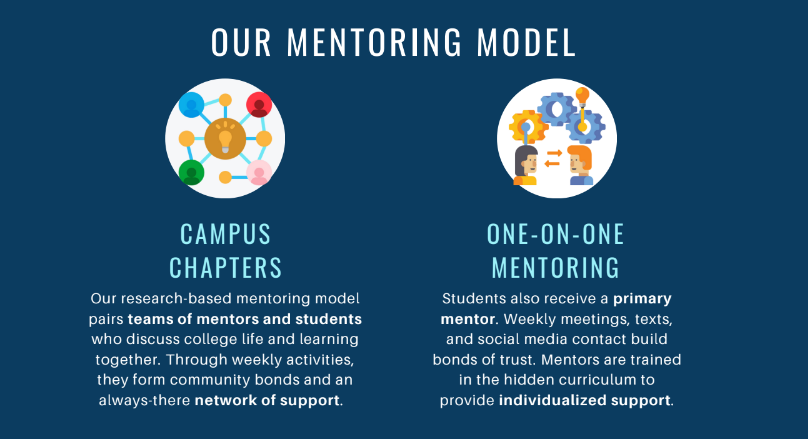 OUR MENTORING MODEL
CAMPUS
CHAPTERS
Our research-based mentoring model
pairs teams of mentors and students
who discuss college life and learning
together. Through weekly activities,
they form community bonds and an
always-there network of support.
ONE-ON-ONE
MENTORING
Students also receive a primary
mentor. Weekly meetings, texts,
and social media contact build
bonds of trust. Mentors are trained
in the hidden curriculum to
provide individualized support.